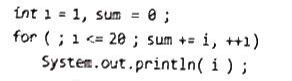 int i = 1, sum = 0 ;
for ( ; i <= 20 ; sum += i, ++i)
System.out.println( i ) ;